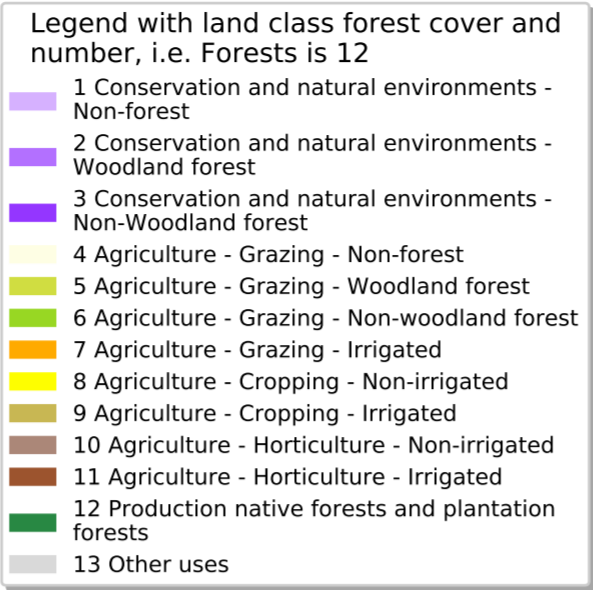 Legend with land class forest cover and
number, i.e. Forests is 12
1 Conservation and natural environments -
Non-forest
2 Conservation and natural environments -
Woodland forest
3 Conservation and natural environments -
Non-Woodland forest
4 Agriculture - Grazing - Non-forest
5 Agriculture - Grazing - Woodland forest
6 Agriculture - Grazing - Non-woodland forest
7 Agriculture - Grazing - Irrigated
8 Agriculture - Cropping - Non-irrigated
9 Agriculture - Cropping - Irrigated
10 Agriculture - Horticulture - Non-irrigated
11 Agriculture - Horticulture - Irrigated
12 Production native forests and plantation
forests
13 Other uses